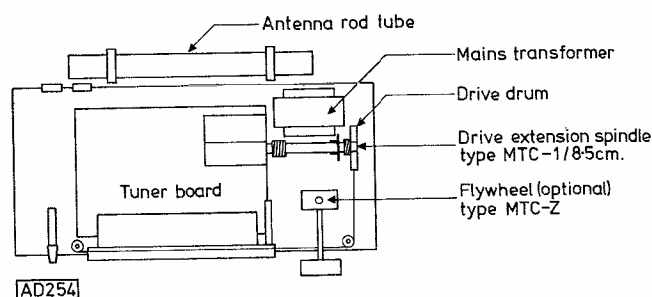 Antenna rod tube
Mains transformer
Drive drum
Drive extension spindle
type MTC-1/8·5cm.
Tuner board
Flywheel (optional)
type MTC-Z
AD254